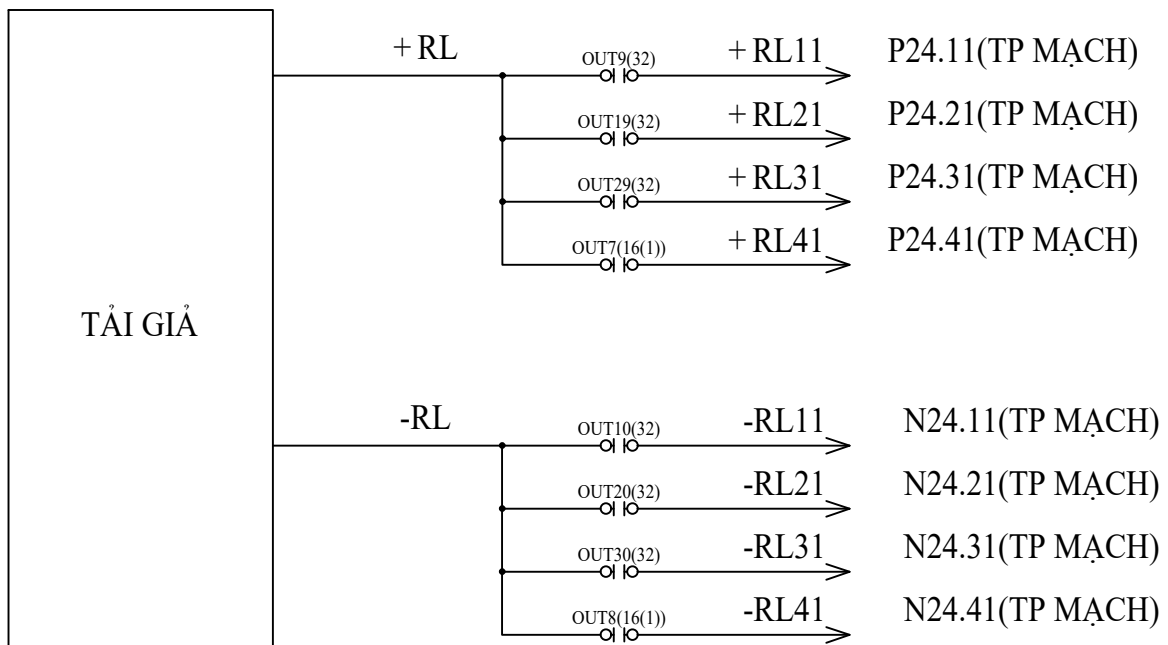 + RL OUT9(32) + RL11 P24.11(TP MẠCH)
OUT19(32) + RL21 P24.21(TP MẠCH)
OUT29(32) + RL31 P24.31(TP MẠCH)
OUT7(16(1)) + RL41 P24.41(TP MẠCH)
TẢI GIẢ
-RL OUT10(32) -RL11 N24.11(TP MẠCH)
OUT20(32) -RL21 N24.21(TP MẠCH)
OUT30(32) -RL31 N24.31(TP MẠCH)
OUT8(16(1)) -RL41 N24.41(TP MẠCH)